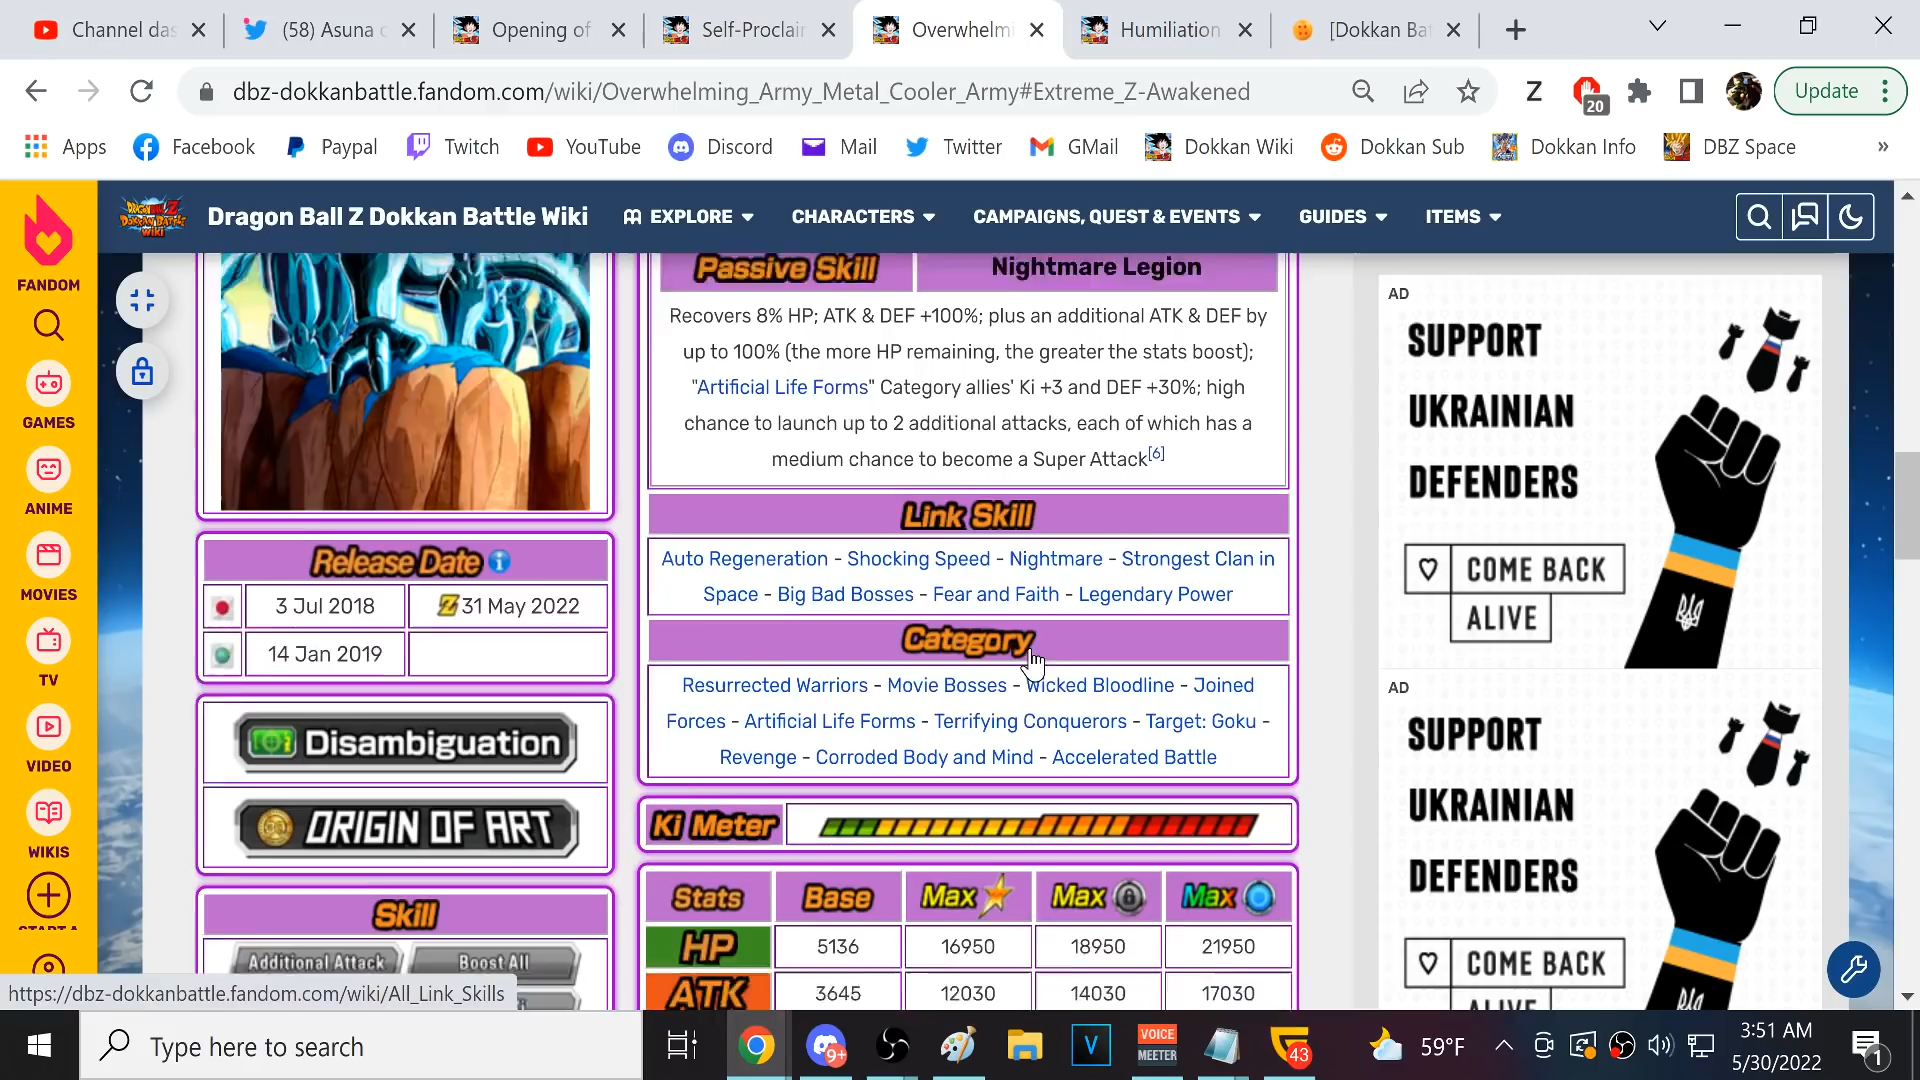 Channel das
(58) Asuna c
Opening of
Self-Proclair
Overwhelmi
Humiliation
[Dokkan Bat
dbz-dokkanbattle.fandom.com/wiki/Overwhelming_Army_Metal_Cooler_Army#Extreme_Z-Awakened
Z
20
Update
Apps
Facebook
Paypal
Twitch
YouTube
Discord
Mail
Twitter
GMail
Dokkan Wiki
Dokkan Sub
Dokkan Info
DBZ Space
»
Dragon Ball Z Dokkan Battle Wiki
EXPLORE
CHARACTERS
CAMPAIGNS, QUEST & EVENTS
GUIDES
ITEMS
FANDOM
GAMES
ANIME
MOVIES
TV
VIDEO
WIKIS
START A
Passive Skill
Nightmare Legion
Recovers 8% HP; ATK & DEF +100%; plus an additional ATK & DEF by
up to 100% (the more HP remaining, the greater the stats boost);
"Artificial Life Forms" Category allies' Ki +3 and DEF +30%; high
chance to launch up to 2 additional attacks, each of which has a
medium chance to become a Super Attack[6]
Link Skill
Auto Regeneration - Shocking Speed - Nightmare - Strongest Clan in
Space - Big Bad Bosses - Fear and Faith - Legendary Power
Category
Resurrected Warriors - Movie Bosses - Wicked Bloodline - Joined
Forces - Artificial Life Forms - Terrifying Conquerors - Target: Goku -
Revenge - Corroded Body and Mind - Accelerated Battle
Ki Meter
Stats Base Max Max Max
HP 5136 16950 18950 21950
ATK 3645 12030 14030 17030
Release Date
3 Jul 2018
Z 31 May 2022
14 Jan 2019
Disambiguation
ORIGIN OF ART
Skill
Additional Attack
Boost All
AD
SUPPORT
UKRAINIAN
DEFENDERS
COME BACK
ALIVE
AD
SUPPORT
UKRAINIAN
DEFENDERS
COME BACK
ALIVE
https://dbz-dokkanbattle.fandom.com/wiki/All_Link_Skills
Type here to search
9+
V
VOICE
MEETER
43
59°F
3:51 AM
5/30/2022
1